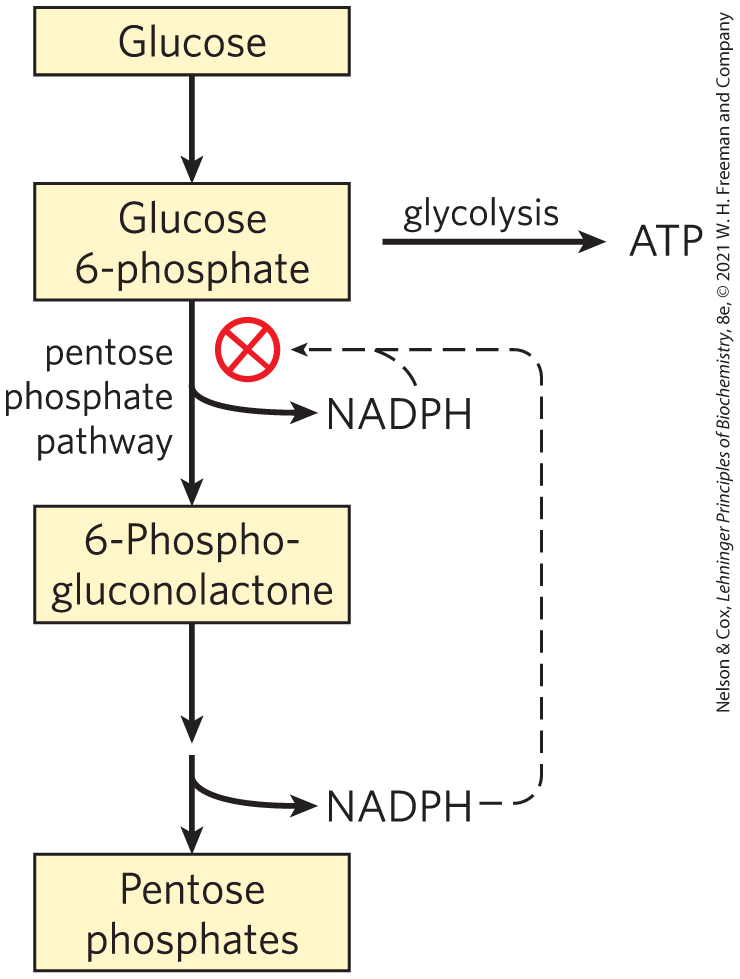 Glucose
Glucose
6-phosphate
glycolysis
ATP
pentose
phosphate
pathway
NADPH
6-Phospho-
gluconolactone
NADPH
Pentose
phosphates
Nelson & Cox, Lehninger Principles of Biochemistry, 8e, © 2021 W. H. Freeman and Company